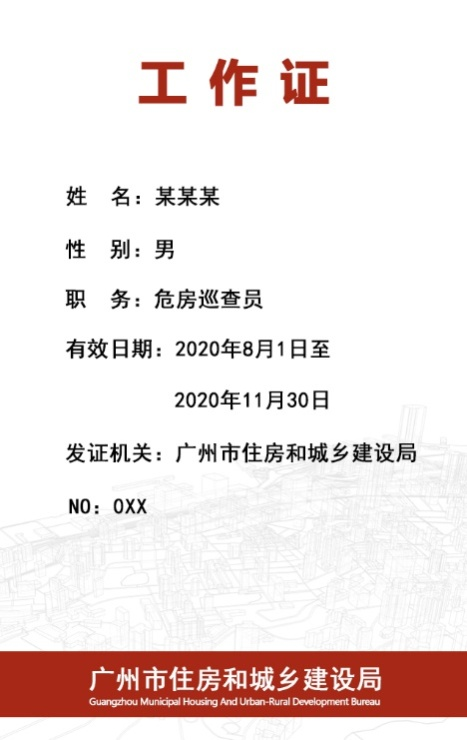 工作证
姓 名：某某某
性 别：男
职 务：危房巡查员
有效日期：2020年8月1日至
2020年11月30日
发证机关：广州市住房和城乡建设局
NO：0XX
广州市住房和城乡建设局
Guangzhou Municipal Housing And Urban-Rural Development Bureau